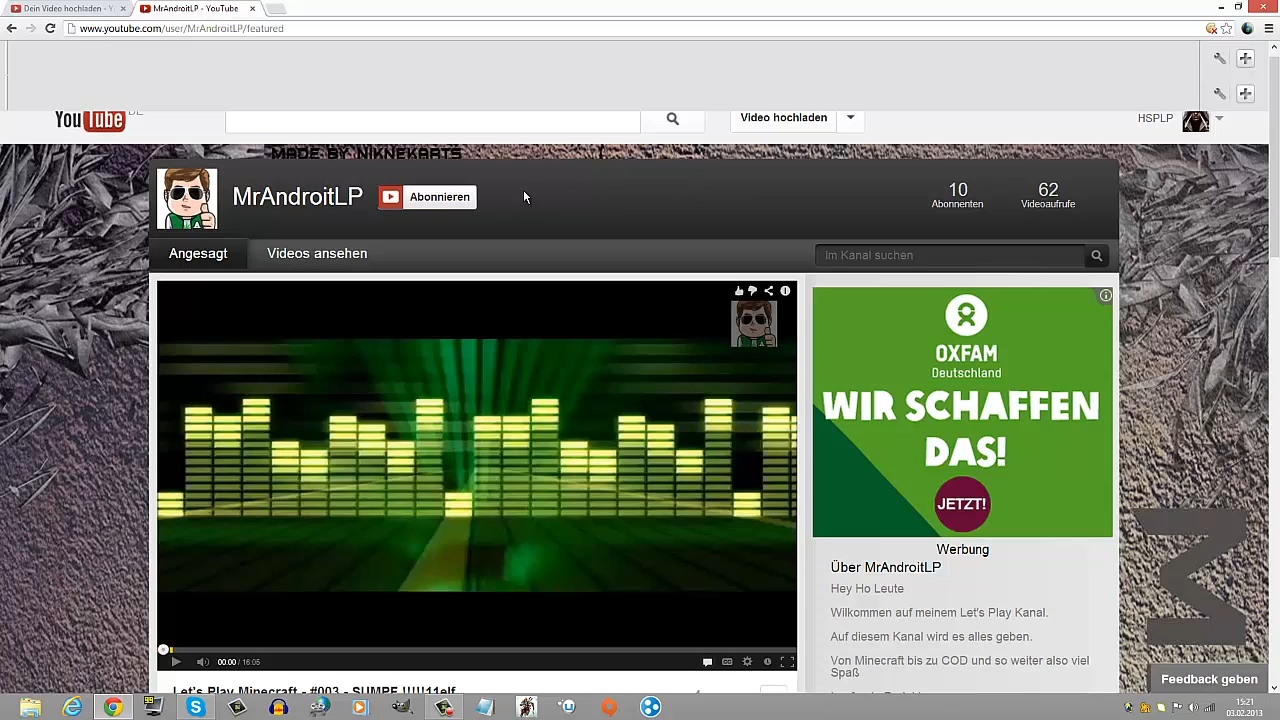 Dein Video hochladen - Y
MrAndroitLP - YouTube
www.youtube.com/user/MrAndroitLP/featured
YouTube DE
Video hochladen
HSPLP
MADE BY NIKNEKARTS
MrAndroitLP
Abonnieren
10
Abonnenten
62
Videoaufrufe
Angesagt
Videos ansehen
Im Kanal suchen
OXFAM
Deutschland
WIR SCHAFFEN
DAS!
JETZT!
Werbung
Über MrAndroitLP
Hey Ho Leute
Wilkommen auf meinem Let's Play Kanal.
Auf diesem Kanal wird es alles geben.
Von Minecraft bis zu COD und so weiter also viel
Spaß
00:00 / 16:05
Let's Play Minecraft - #003 - SUMPF !!!!!11elf
M
Feedback geben
99
15:21
03.02.2013